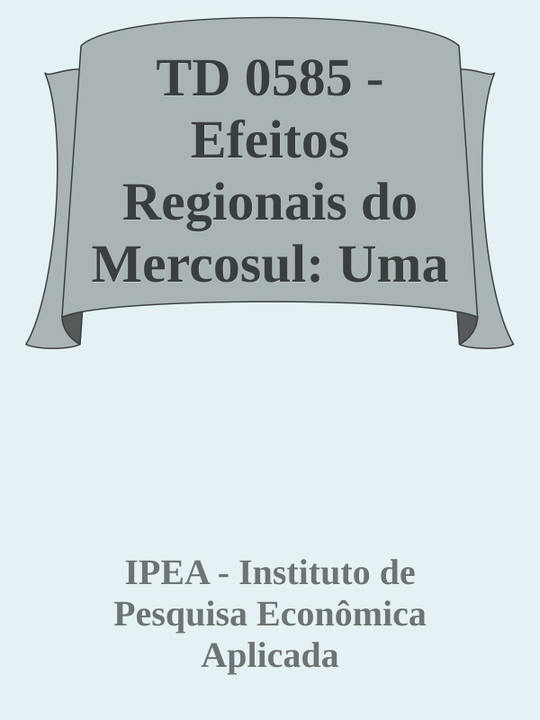 TD 0585 -
Efeitos
Regionais do
Mercosul: Uma
IPEA - Instituto de
Pesquisa Econômica
Aplicada